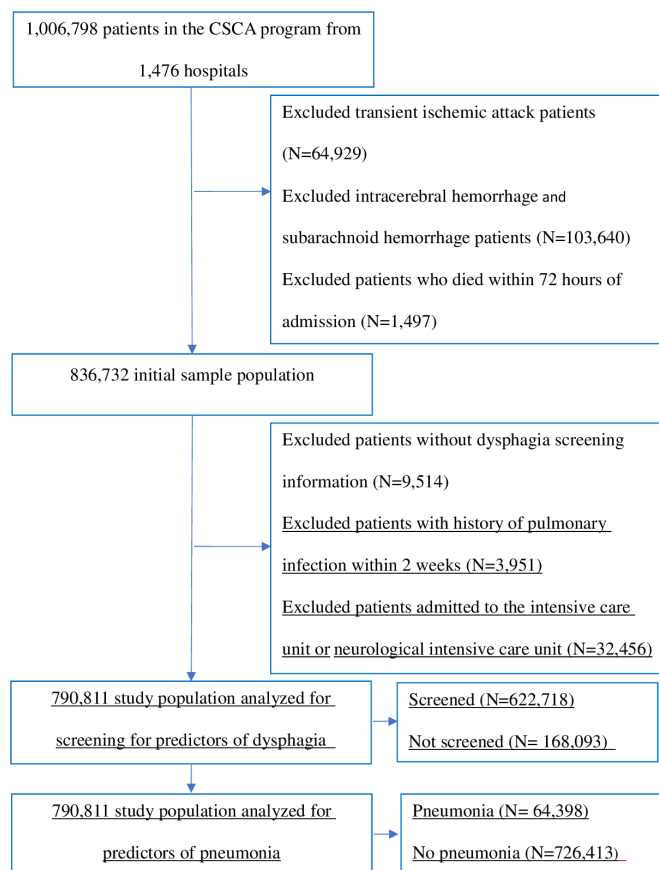 1,006,798 patients in the CSCA program from
1,476 hospitals
Excluded transient ischemic attack patients
(N=64,929)
Excluded intracerebral hemorrhage and
subarachnoid hemorrhage patients (N=103,640)
Excluded patients who died within 72 hours of
admission (N=1,497)
836,732 initial sample population
Excluded patients without dysphagia screening
information (N=9,514)
Excluded patients with history of pulmonary
infection within 2 weeks (N=3,951)
Excluded patients admitted to the intensive care
unit or neurological intensive care unit (N=32,456)
790,811 study population analyzed for
screening for predictors of dysphagia
Screened (N=622,718)
Not screened (N= 168,093)
790,811 study population analyzed for
predictors of pneumonia
Pneumonia (N= 64,398)
No pneumonia (N=726,413)